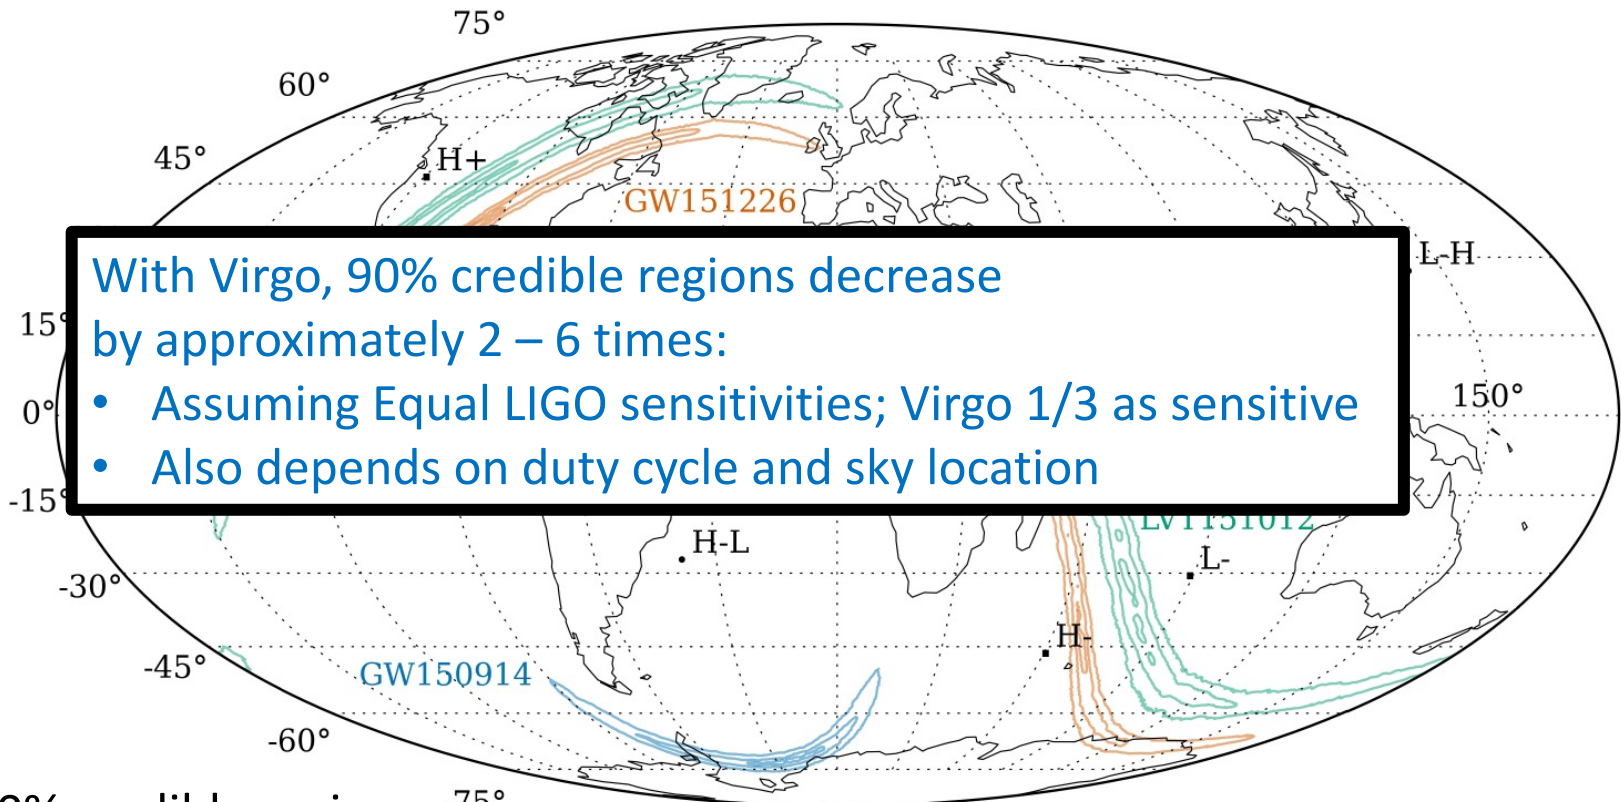 75°
60°
45°
H+
GW151226
L-H
With Virgo, 90% credible regions decrease
by approximately 2 – 6 times:
15°
• Assuming Equal LIGO sensitivities; Virgo 1/3 as sensitive
150°
0°
• Also depends on duty cycle and sky location
-15°
LVT151012
H-L
L-
-30°
H-
-45°
GW150914
-60°
75°